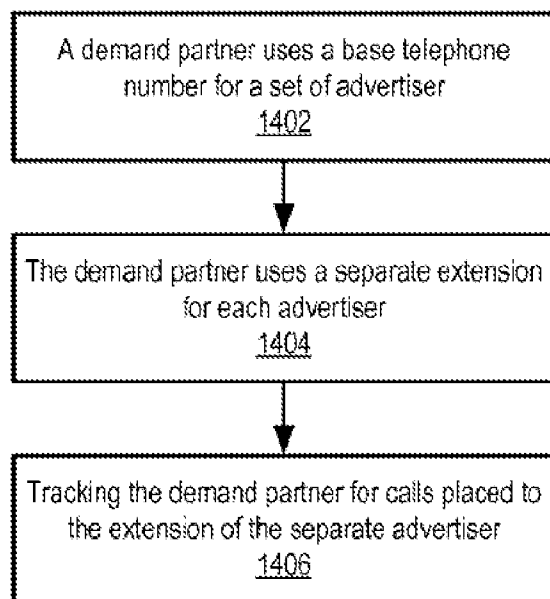 A demand partner uses a base telephone
number for a set of advertiser
1402
The demand partner uses a separate extension
for each advertiser
1404
Tracking the demand partner for calls placed to
the extension of the separate advertiser
1406